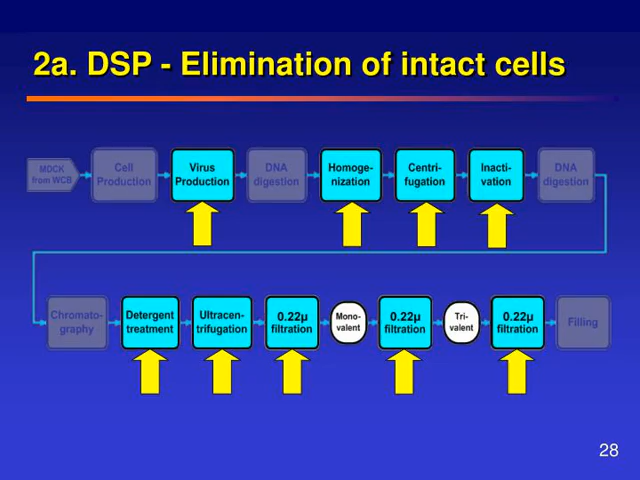 2a. DSP - Elimination of intact cells
MDCK
from WCB
Cell
Production
Virus
Production
DNA
digestion
Homoge-
nization
Centri-
fugation
Inacti-
vation
DNA
digestion
Chromato-
graphy
Detergent
treatment
Ultracen-
trifugation
0.22µ
filtration
Mono-
valent
0.22µ
filtration
Tri-
valent
0.22µ
filtration
Filling
28